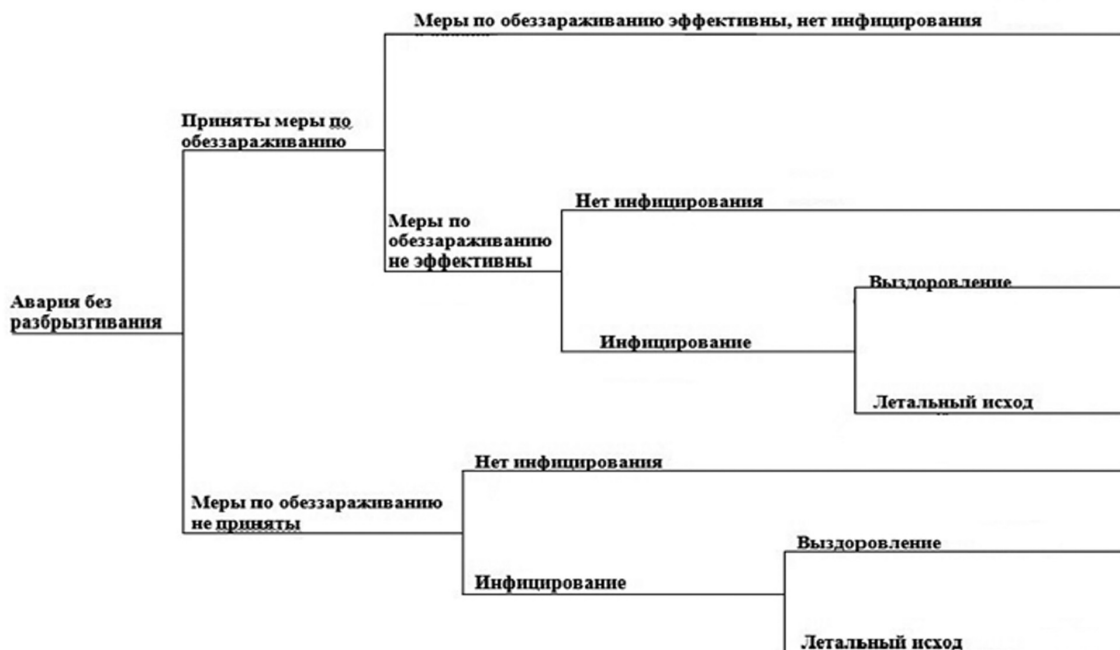 Меры по обеззараживанию эффективны, нет инфицирования
Приняты меры по
обеззараживанию
Нет инфицирования
Меры по
обеззараживанию
не эффективны
Выздоровление
Авария без
разбрызгивания
Инфицирование
Летальный исход
Нет инфицирования
Меры по обеззараживанию
не приняты
Выздоровление
Инфицирование
Летальный исход